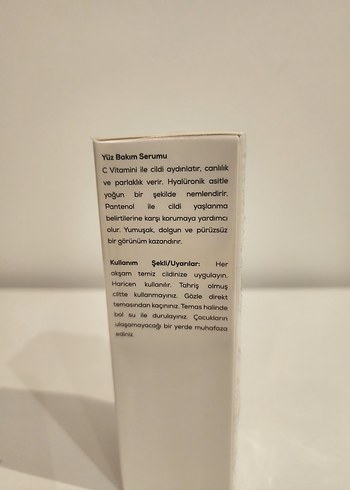 Yüz Bakım Serumu
C Vitamini ile cildi aydınlatır, canlılık
ve parlaklık verir. Hyalüronik asitle
yoğun bir şekilde nemlendirir.
Pantenol ile cildi yaşlanma
belirtilerine karşı korumaya yardımcı
olur. Yumuşak, dolgun ve pürüzsüz
bir görünüm kazandırır.
Kullanım Şekli/Uyarılar: Her
akşam temiz cildinize uygulayın.
Haricen kullanılır. Tahriş olmuş
ciltte kullanmayınız. Gözle direkt
temasından kaçınınız. Temas halinde
bol su ile durulayınız. Çocukların
ulaşamayacağı bir yerde muhafaza
ediniz.